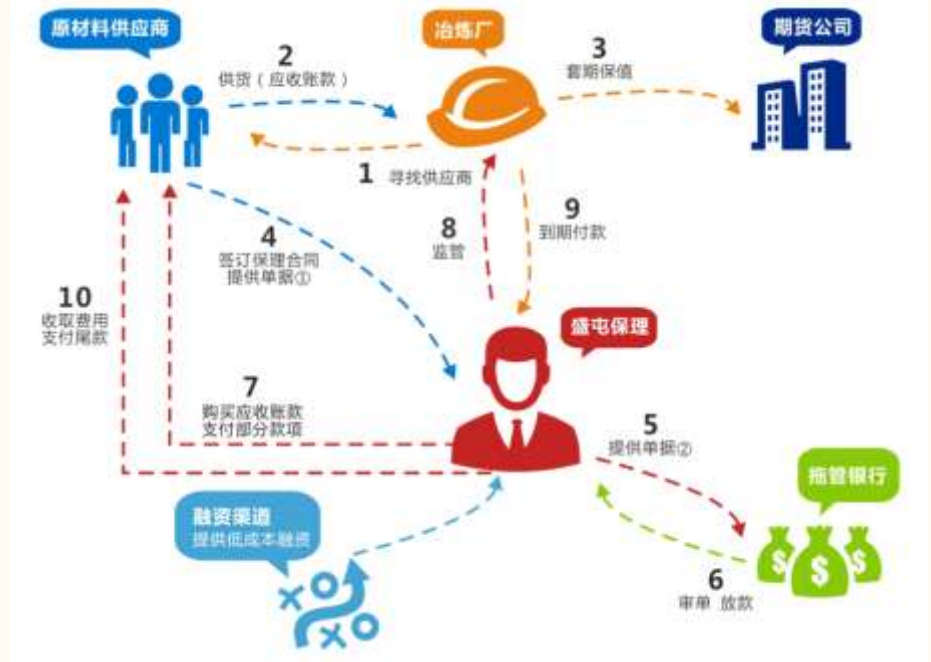 原材料供应商
冶炼厂
期货公司
2
供货（应收账款）
3
套期保值
1 寻找供应商
4
签订保理合同
提供单据①
8
监管
9
到期付款
10
收取费用
支付尾款
盛屯保理
7
购买应收账款
支付部分款项
5
提供单据②
拖管银行
融资渠道
提供低成本融资
6
审单 放款